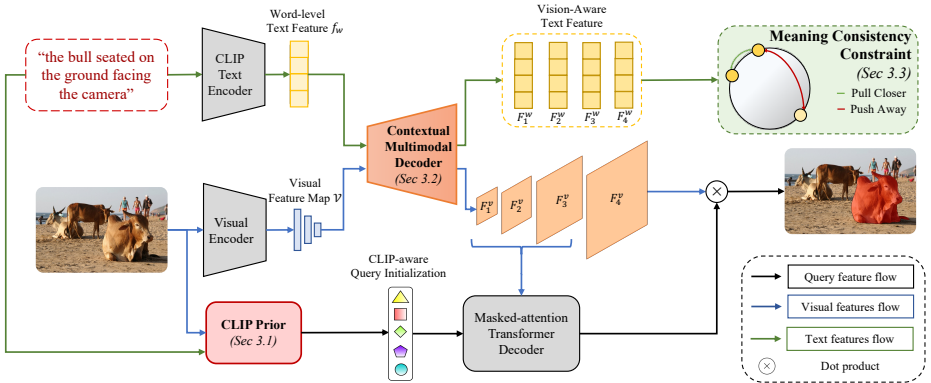 “the bull seated on
the ground facing
the camera”
CLIP
Text
Encoder
Word-level
Text Feature f_w
Vision-Aware
Text Feature
F_1^w
F_2^w
F_3^w
F_4^w
Meaning Consistency
Constraint
(Sec 3.3)
Pull Closer
Push Away
Contextual
Multimodal
Decoder
(Sec 3.2)
Visual
Encoder
Visual
Feature Map 𝒱
F_1^v
F_2^v
F_3^v
F_4^v
CLIP Prior
(Sec 3.1)
CLIP-aware
Query Initialization
Masked-attention
Transformer
Decoder
Query feature flow
Visual features flow
Text features flow
Dot product